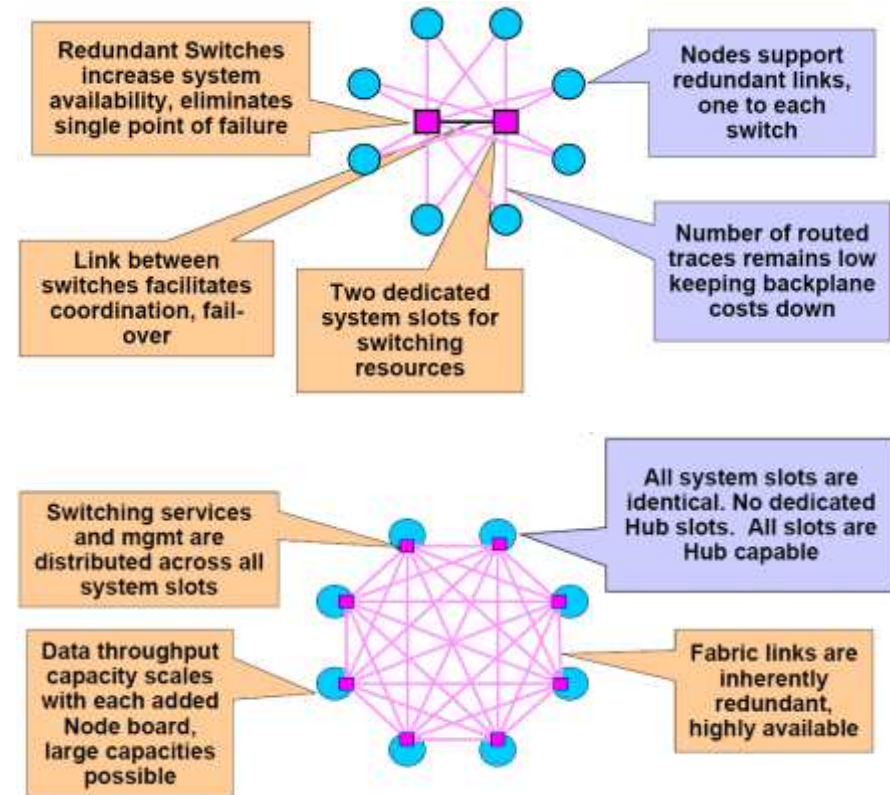 Redundant Switches
increase system
availability, eliminates
single point of failure
Nodes support
redundant links,
one to each
switch
Link between
switches facilitates
coordination, fail-
over
Two dedicated
system slots for
switching
resources
Number of routed
traces remains low
keeping backplane
costs down
Switching services
and mgmt are
distributed across all
system slots
All system slots are
identical. No dedicated
Hub slots. All slots are
Hub capable
Data throughput
capacity scales
with each added
Node board,
large capacities
possible
Fabric links are
inherently
redundant,
highly available